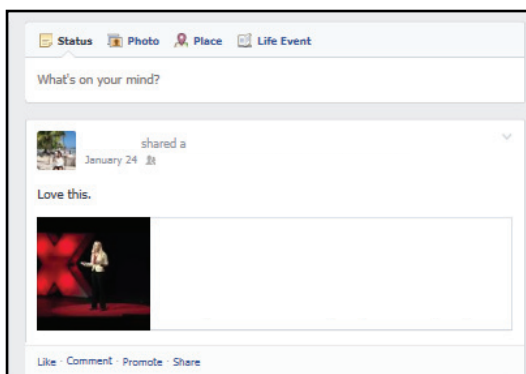 Status Photo Place Life Event
What's on your mind?
shared a
January 24
Love this.
X
Like · Comment · Promote · Share